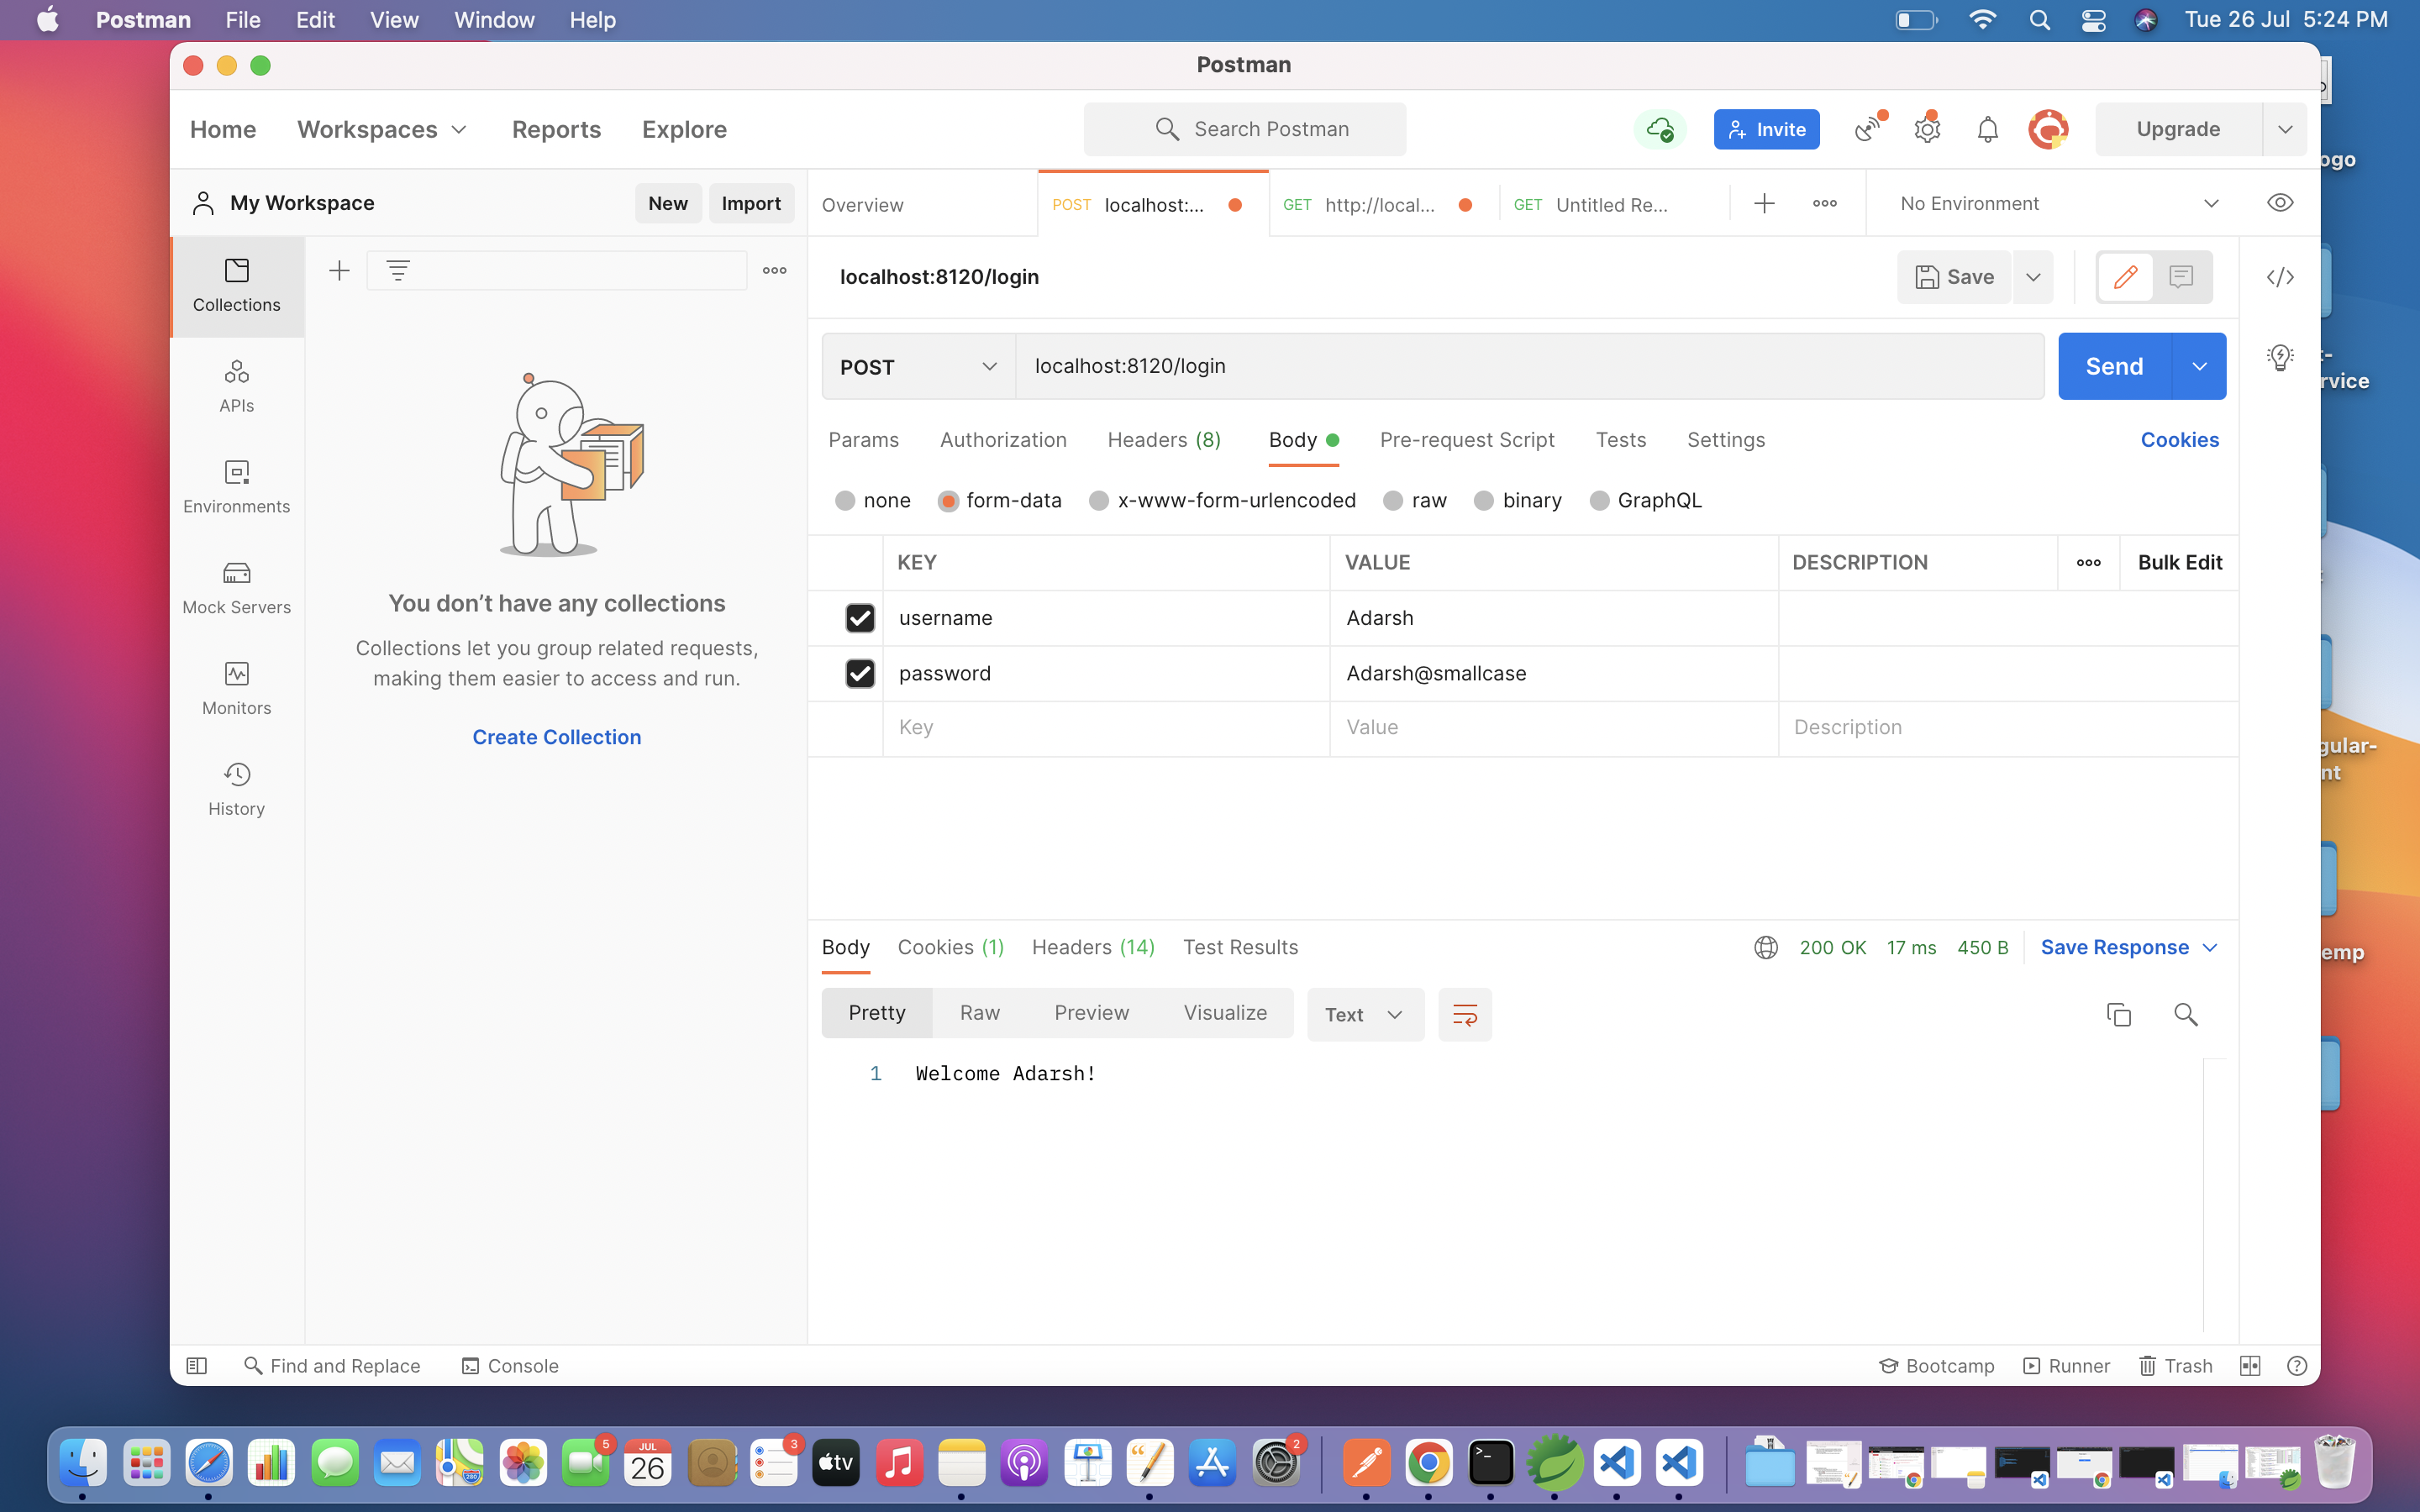 Postman File Edit View Window Help Tue 26 Jul 5:24 PM
Postman
Home Workspaces Reports Explore Search Postman Invite Upgrade
ogo
My Workspace New Import Overview POST localhost:... GET http://local... GET Untitled Re... No Environment
Collections
localhost:8120/login Save
POST localhost:8120/login Send
rvice
APIs
Params Authorization Headers (8) Body Pre-request Script Tests Settings Cookies
Environments
none form-data x-www-form-urlencoded raw binary GraphQL
KEY VALUE DESCRIPTION Bulk Edit
Mock Servers
You don’t have any collections
username Adarsh
Collections let you group related requests,
making them easier to access and run.
password Adarsh@smallcase
Monitors
Key Value Description
Create Collection
gular-
nt
History
Body Cookies (1) Headers (14) Test Results 200 OK 17 ms 450 B Save Response
emp
Pretty Raw Preview Visualize Text
1 Welcome Adarsh!
Find and Replace Console Bootcamp Runner Trash
5 JUL 26 3 tv 2